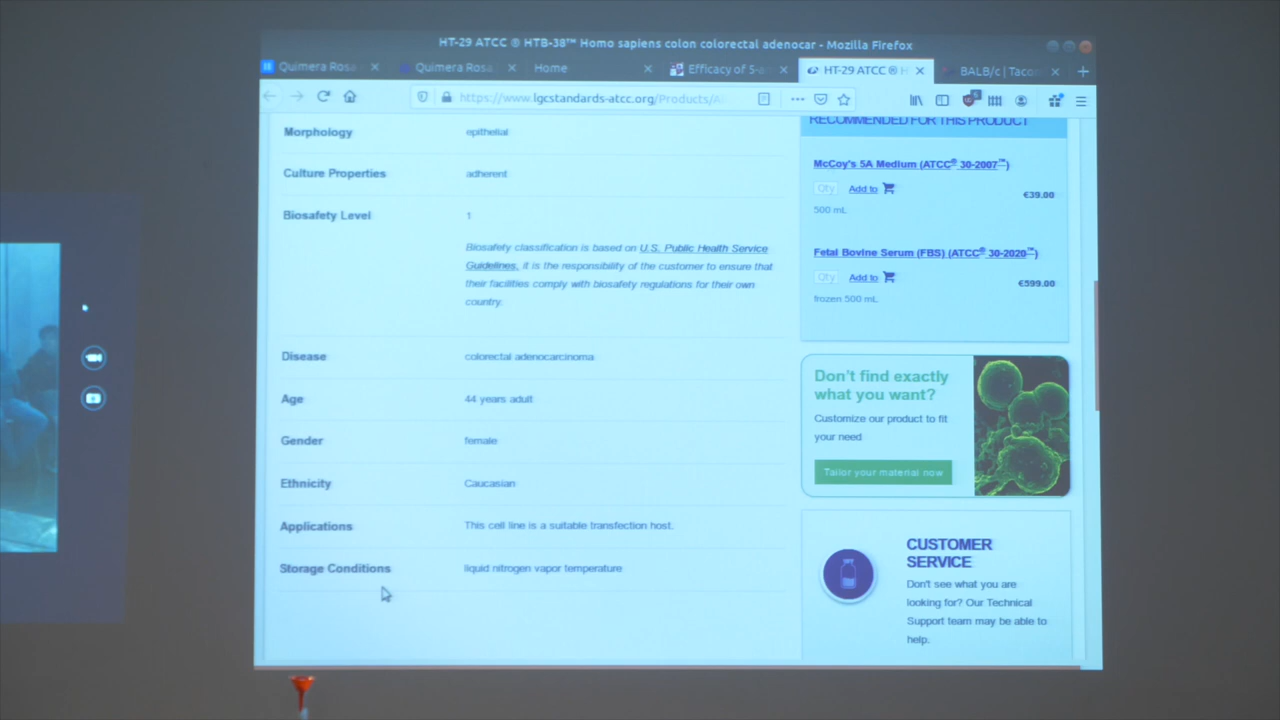 HT-29 ATCC ® HTB-38™ Homo sapiens colon colorectal adenocar - Mozilla Firefox
Quimera Rosa
Quimera Rosa
Home
Efficacy of 5-
HT-29 ATCC ® H
BALB/c | Tacon
https://www.lgcstandards-atcc.org/Products/A
Morphology epithelial
Culture Properties adherent
Biosafety Level 1
Biosafety classification is based on U.S. Public Health Service
Guidelines, it is the responsibility of the customer to ensure that
their facilities comply with biosafety regulations for their own
country.
Disease colorectal adenocarcinoma
Age 44 years adult
Gender female
Ethnicity Caucasian
Applications This cell line is a suitable transfection host.
Storage Conditions liquid nitrogen vapor temperature
RECOMMENDED FOR THIS PRODUCT
McCoy's 5A Medium (ATCC® 30-2007™)
Qty Add to
€39.00
500 mL
Fetal Bovine Serum (FBS) (ATCC® 30-2020™)
Qty Add to
€599.00
frozen 500 mL
Don't find exactly
what you want?
Customize our product to fit
your need
Tailor your material now
CUSTOMER
SERVICE
Don't see what you are
looking for? Our Technical
Support team may be able to
help.